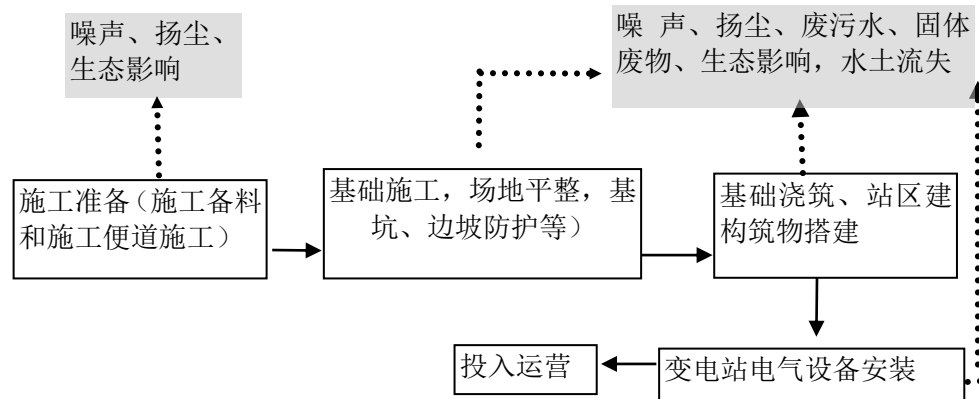 噪声、扬尘、
生态影响
噪 声、扬尘、废污水、固体
废物、生态影响，水土流失
施工准备（施工备料
和施工便道施工）
基础施工，场地平整，基
坑、边坡防护等）
基础浇筑、站区建
构筑物搭建
投入运营
变电站电气设备安装